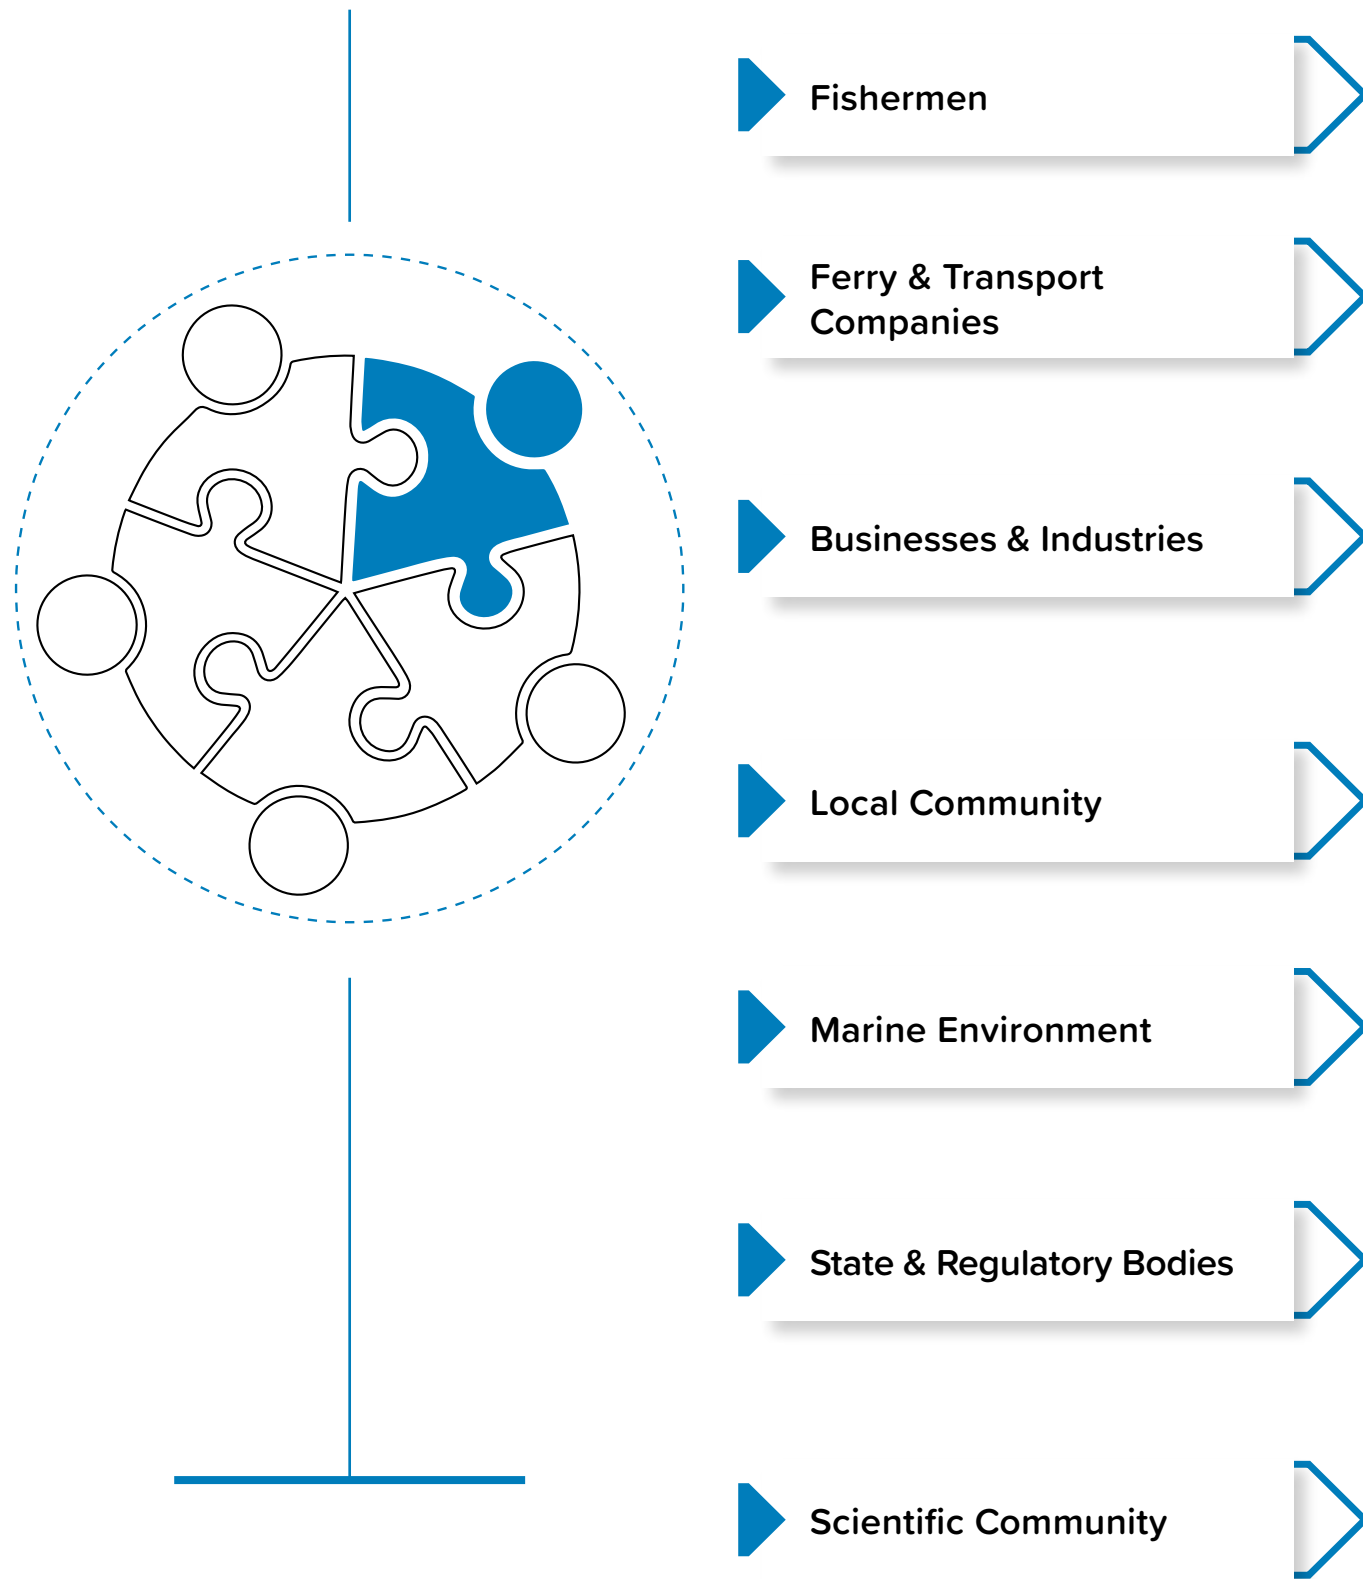 Fishermen
Ferry & Transport
Companies
Businesses & Industries
Local Community
Marine Environment
State & Regulatory Bodies
Scientific Community